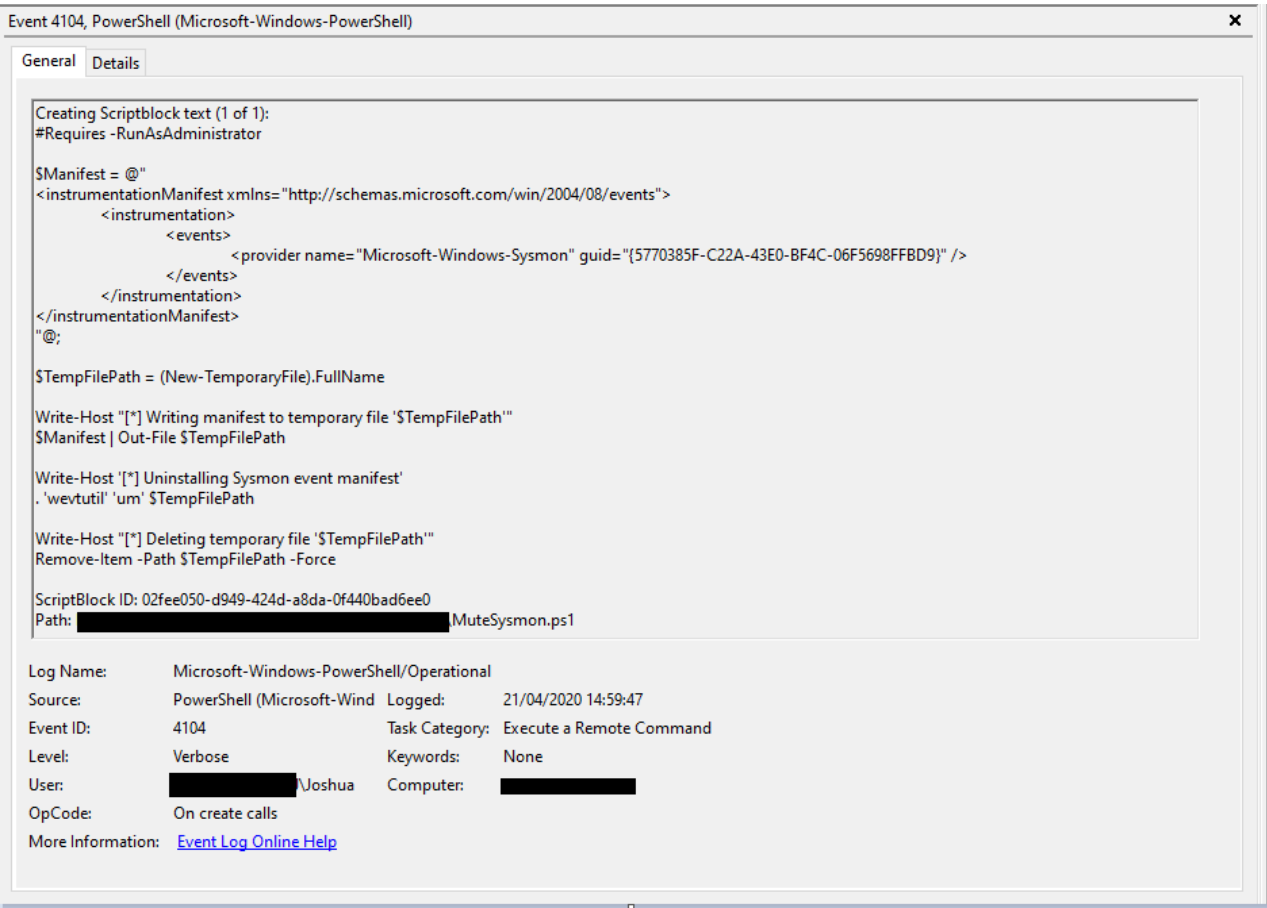 Event 4104, PowerShell (Microsoft-Windows-PowerShell)
General Details
Creating Scriptblock text (1 of 1):
#Requires -RunAsAdministrator
$Manifest = @"
<instrumentationManifest xmlns="http://schemas.microsoft.com/win/2004/08/events">
<instrumentation>
<events>
<provider name="Microsoft-Windows-Sysmon" guid="{5770385F-C22A-43E0-BF4C-06F5698FFBD9}" />
</events>
</instrumentation>
</instrumentationManifest>
"@;
$TempFilePath = (New-TemporaryFile).FullName
Write-Host "[*] Writing manifest to temporary file '$TempFilePath'"
$Manifest | Out-File $TempFilePath
Write-Host '[*] Uninstalling Sysmon event manifest'
. 'wevtutil' 'um' $TempFilePath
Write-Host "[*] Deleting temporary file '$TempFilePath'"
Remove-Item -Path $TempFilePath -Force
ScriptBlock ID: 02fee050-d949-424d-a8da-0f440bad6ee0
Path: \MuteSysmon.ps1
Log Name: Microsoft-Windows-PowerShell/Operational
Source: PowerShell (Microsoft-Wind Logged: 21/04/2020 14:59:47
Event ID: 4104 Task Category: Execute a Remote Command
Level: Verbose Keywords: None
User: \Joshua Computer:
OpCode: On create calls
More Information: Event Log Online Help